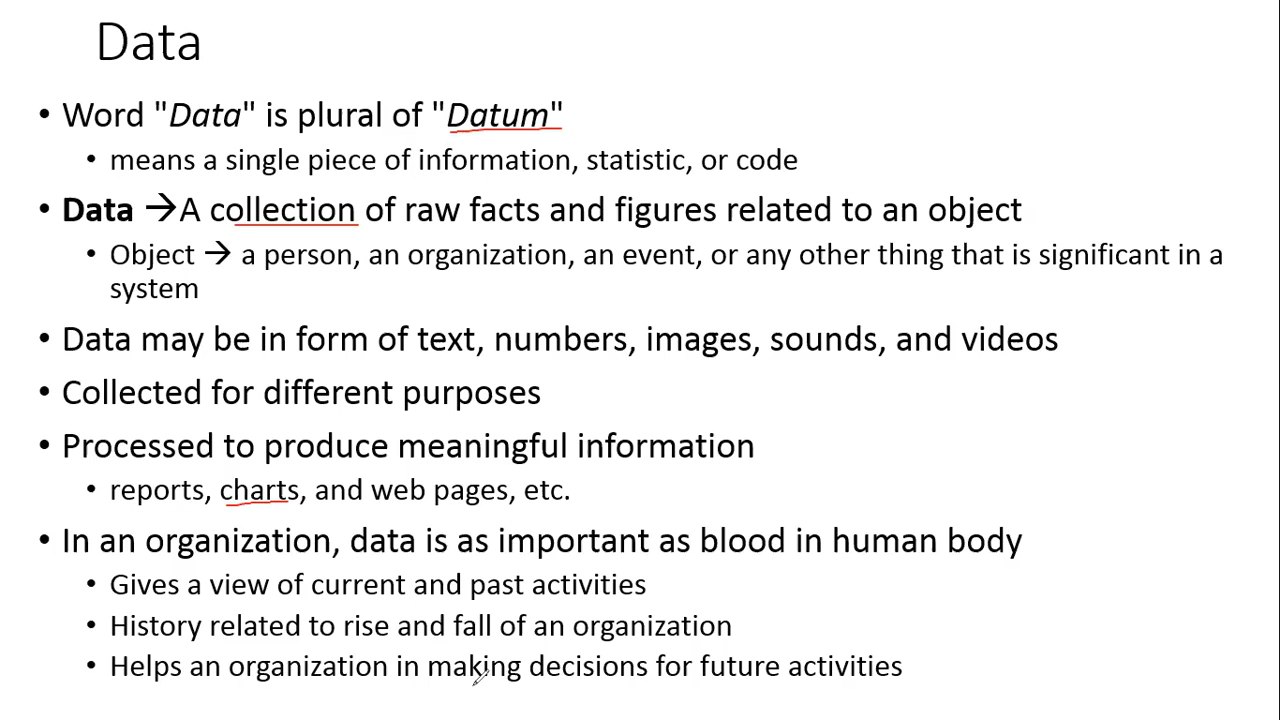 Data
• Word "Data" is plural of "Datum"
• means a single piece of information, statistic, or code
• Data →A collection of raw facts and figures related to an object
• Object → a person, an organization, an event, or any other thing that is significant in a
system
• Data may be in form of text, numbers, images, sounds, and videos
• Collected for different purposes
• Processed to produce meaningful information
• reports, charts, and web pages, etc.
• In an organization, data is as important as blood in human body
• Gives a view of current and past activities
• History related to rise and fall of an organization
• Helps an organization in making decisions for future activities